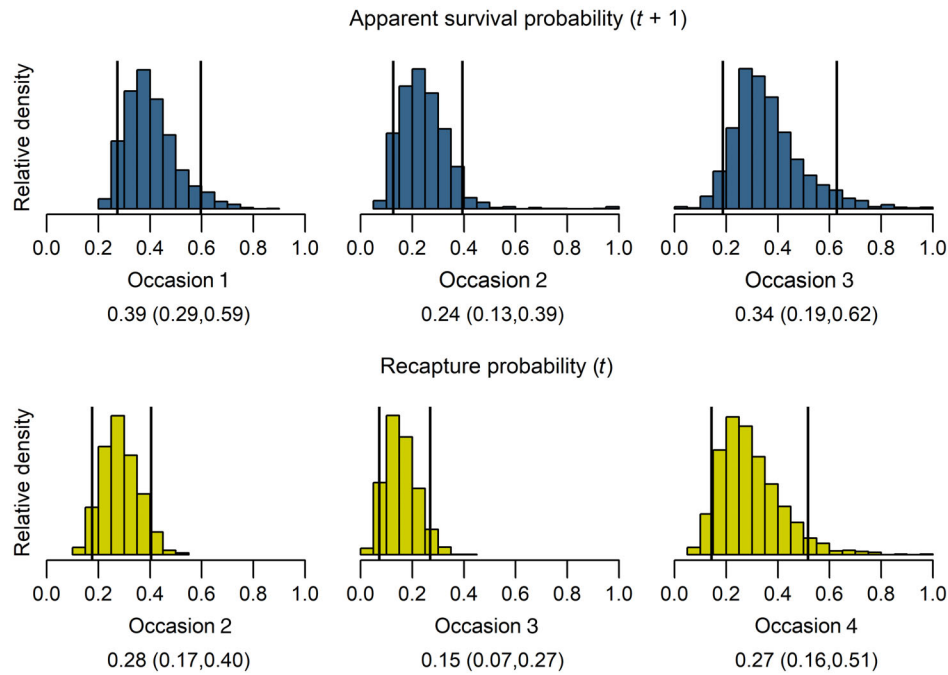 Apparent survival probability (t + 1)
Relative density
0.0 0.2 0.4 0.6 0.8 1.0
0.0 0.2 0.4 0.6 0.8 1.0
0.0 0.2 0.4 0.6 0.8 1.0
Occasion 1
Occasion 2
Occasion 3
0.39 (0.29,0.59)
0.24 (0.13,0.39)
0.34 (0.19,0.62)
Recapture probability (t)
Relative density
0.0 0.2 0.4 0.6 0.8 1.0
0.0 0.2 0.4 0.6 0.8 1.0
0.0 0.2 0.4 0.6 0.8 1.0
Occasion 2
Occasion 3
Occasion 4
0.28 (0.17,0.40)
0.15 (0.07,0.27)
0.27 (0.16,0.51)